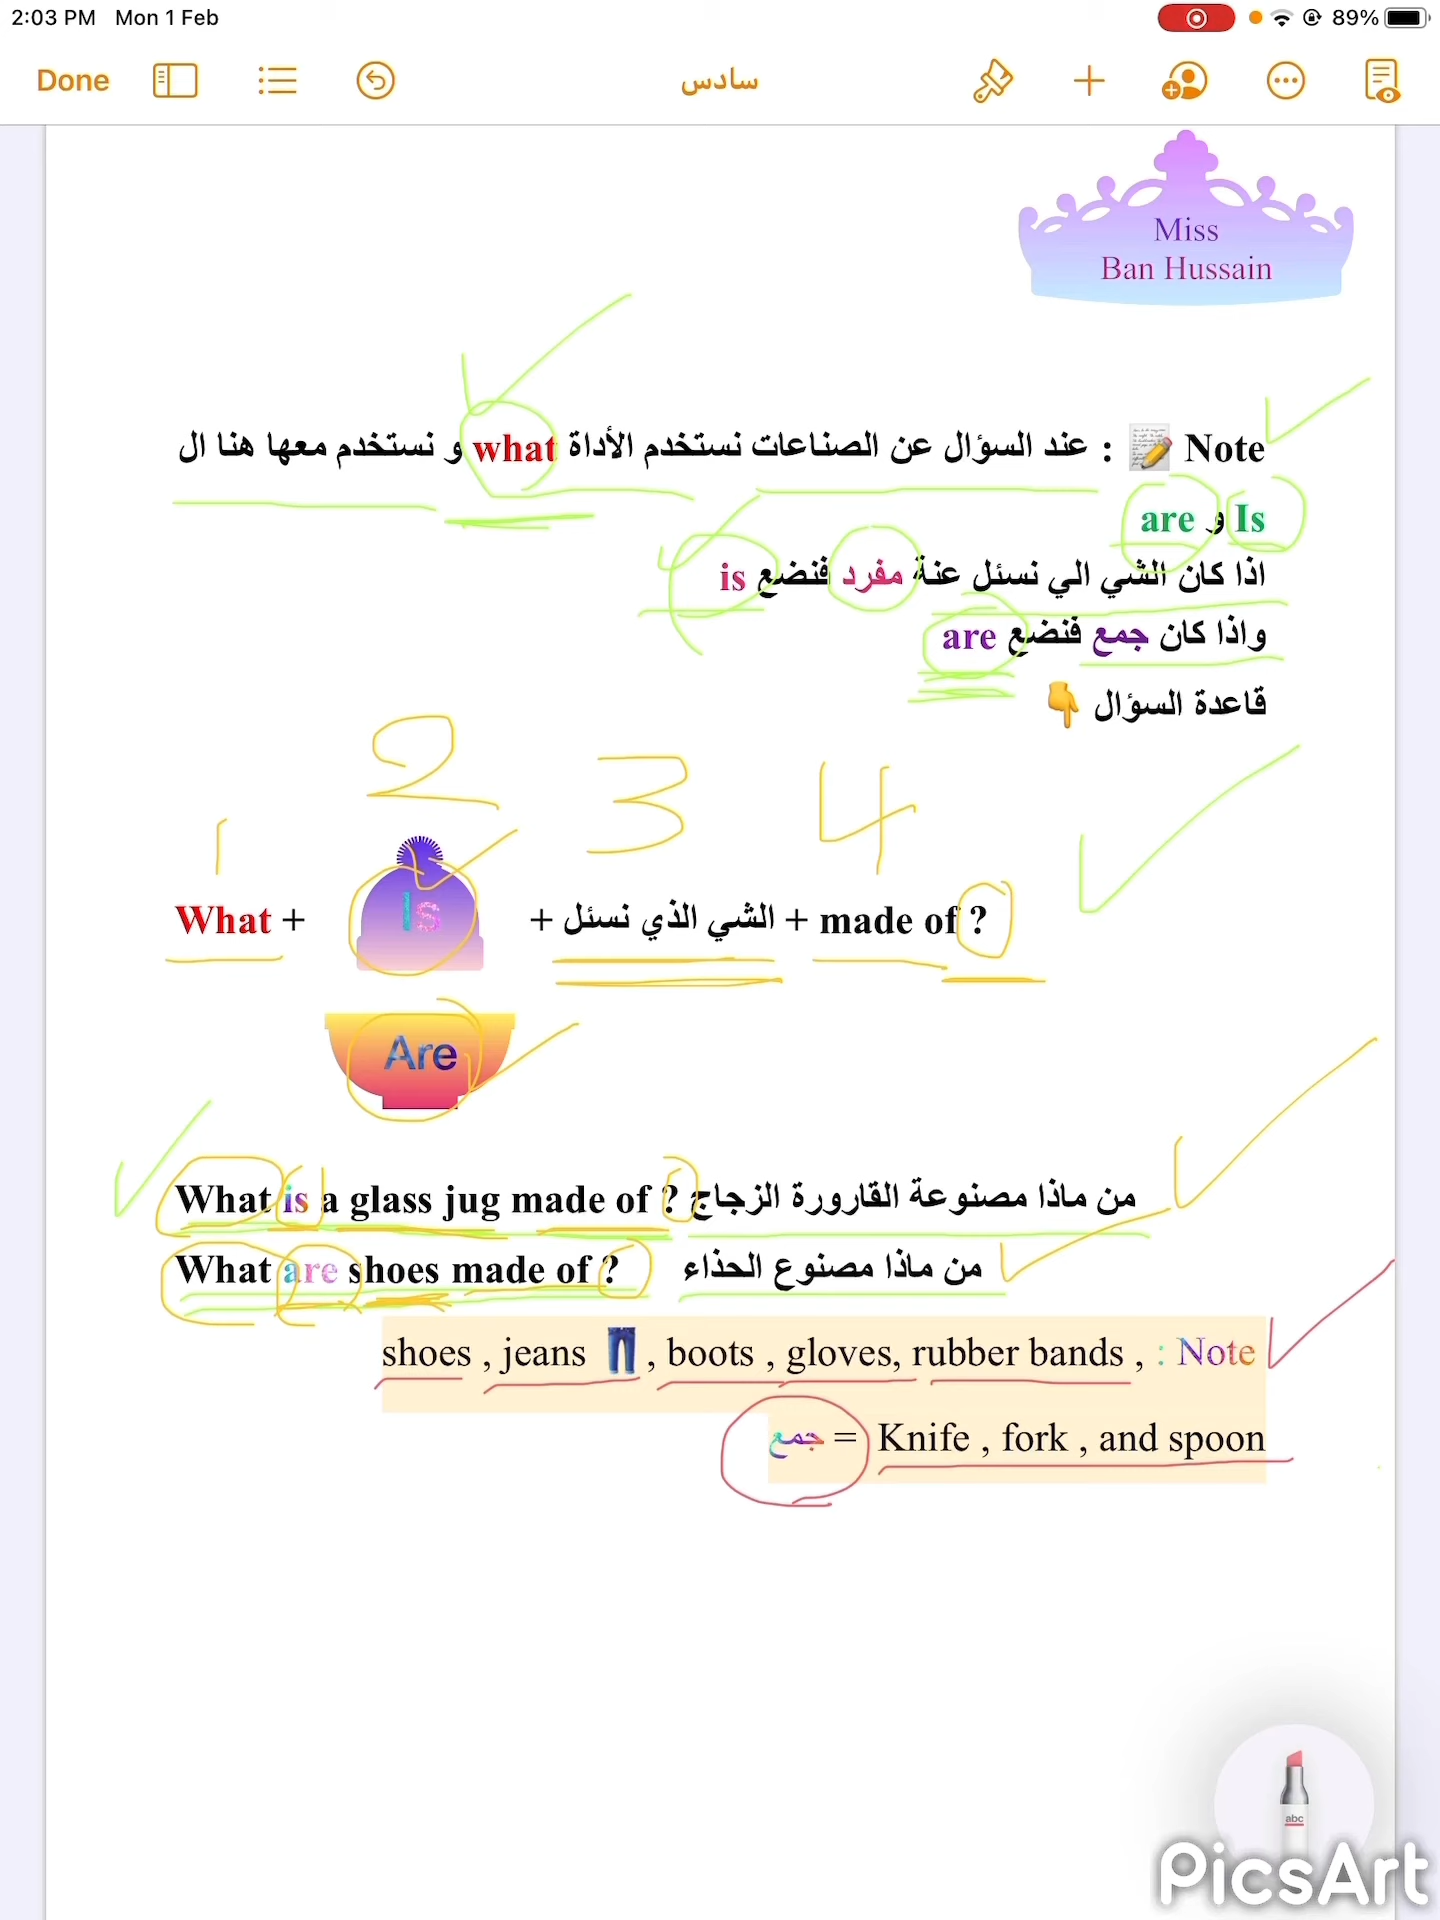 2:03 PM Mon 1 Feb 89%
Done سادس
Miss
Ban Hussain
Note 📝 : عند السؤال عن الصناعات نستخدم الأداة what و نستخدم معها هنا ال
Is و are
اذا كان الشي الي نسئل عنة مفرد فنضع is
واذا كان جمع فنضع are
قاعدة السؤال 👇
1 2 3 4
What + Is + الشي الذي نسئل + made of ?
Are
What is a glass jug made of ? من ماذا مصنوعة القارورة الزجاج
What are shoes made of ? من ماذا مصنوع الحذاء
shoes , jeans 👖 , boots , gloves, rubber bands , : Note
جمع = Knife , fork , and spoon
abc
PicsArt